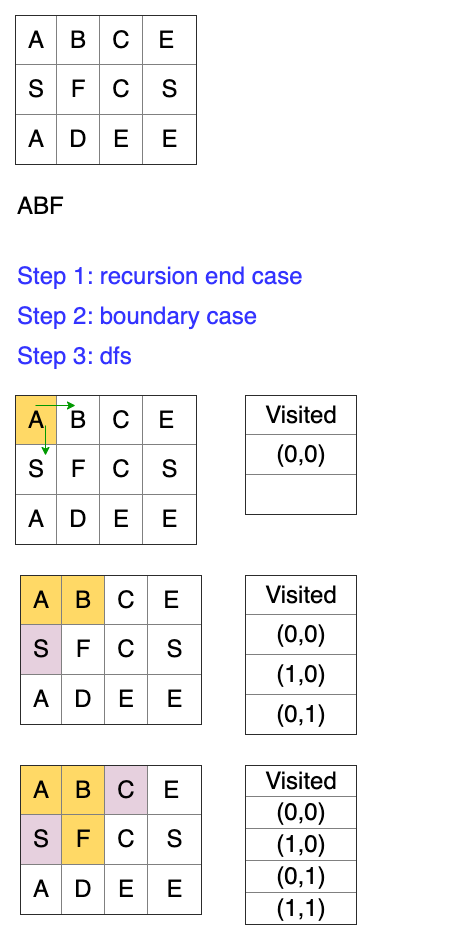 A B C E
S F C S
A D E E
ABF
Step 1: recursion end case
Step 2: boundary case
Step 3: dfs
A B C E
S F C S
A D E E
Visited
(0,0)
A B C E
S F C S
A D E E
Visited
(0,0)
(1,0)
(0,1)
A B C E
S F C S
A D E E
Visited
(0,0)
(1,0)
(0,1)
(1,1)